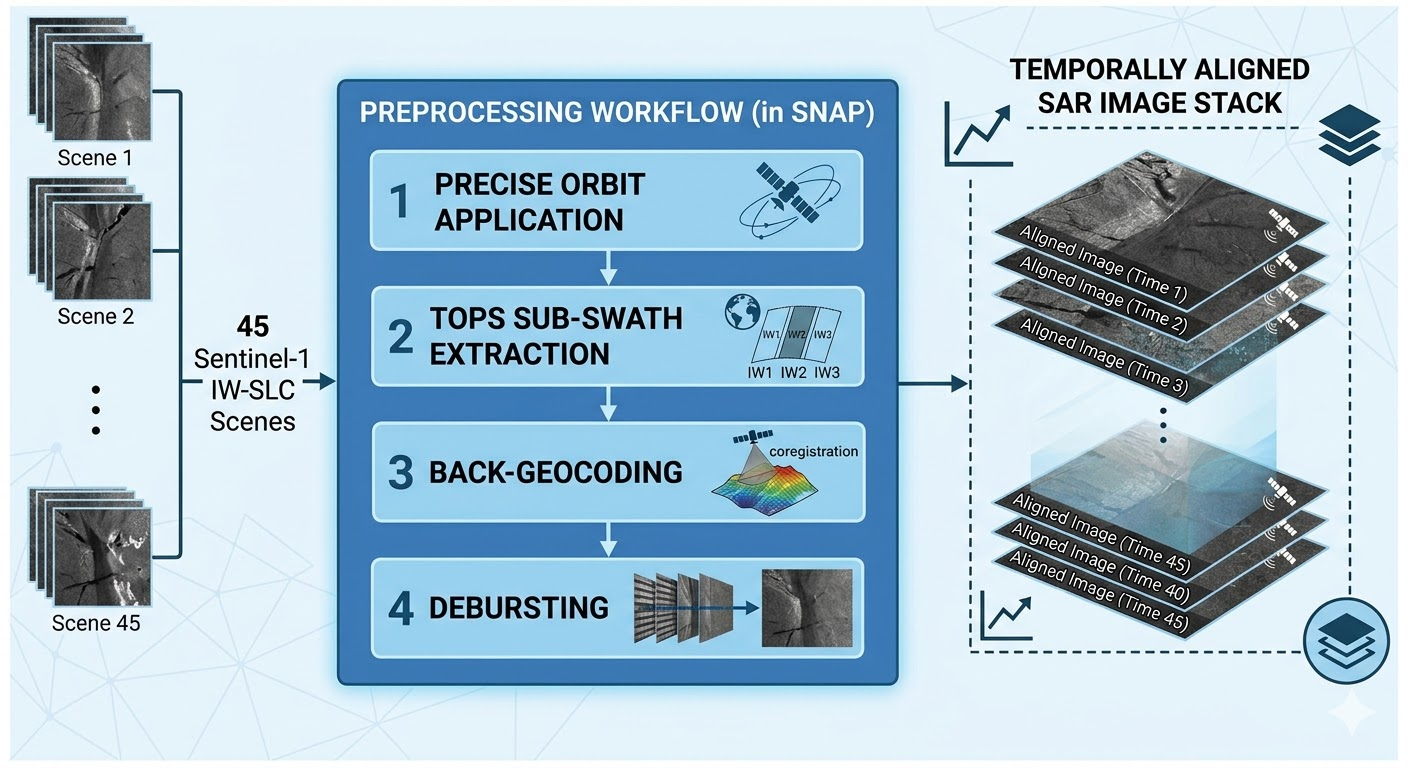 Scene 1
Scene 2
Scene 45
45
Sentinel-1
IW-SLC
Scenes
PREPROCESSING WORKFLOW (in SNAP)
1
PRECISE ORBIT
APPLICATION
2
TOPS SUB-SWATH
EXTRACTION
IW1 IW2 IW3
IW1 IW2 IW3
3
BACK-GEOCODING
coregistration
4
DEBURSTING
TEMPORALLY ALIGNED
SAR IMAGE STACK
Aligned Image (Time 1)
Aligned Image (Time 2)
Aligned Image (Time 3)
Aligned Image (Time 45)
Aligned Image (Time 40)
Aligned Image (Time 45)